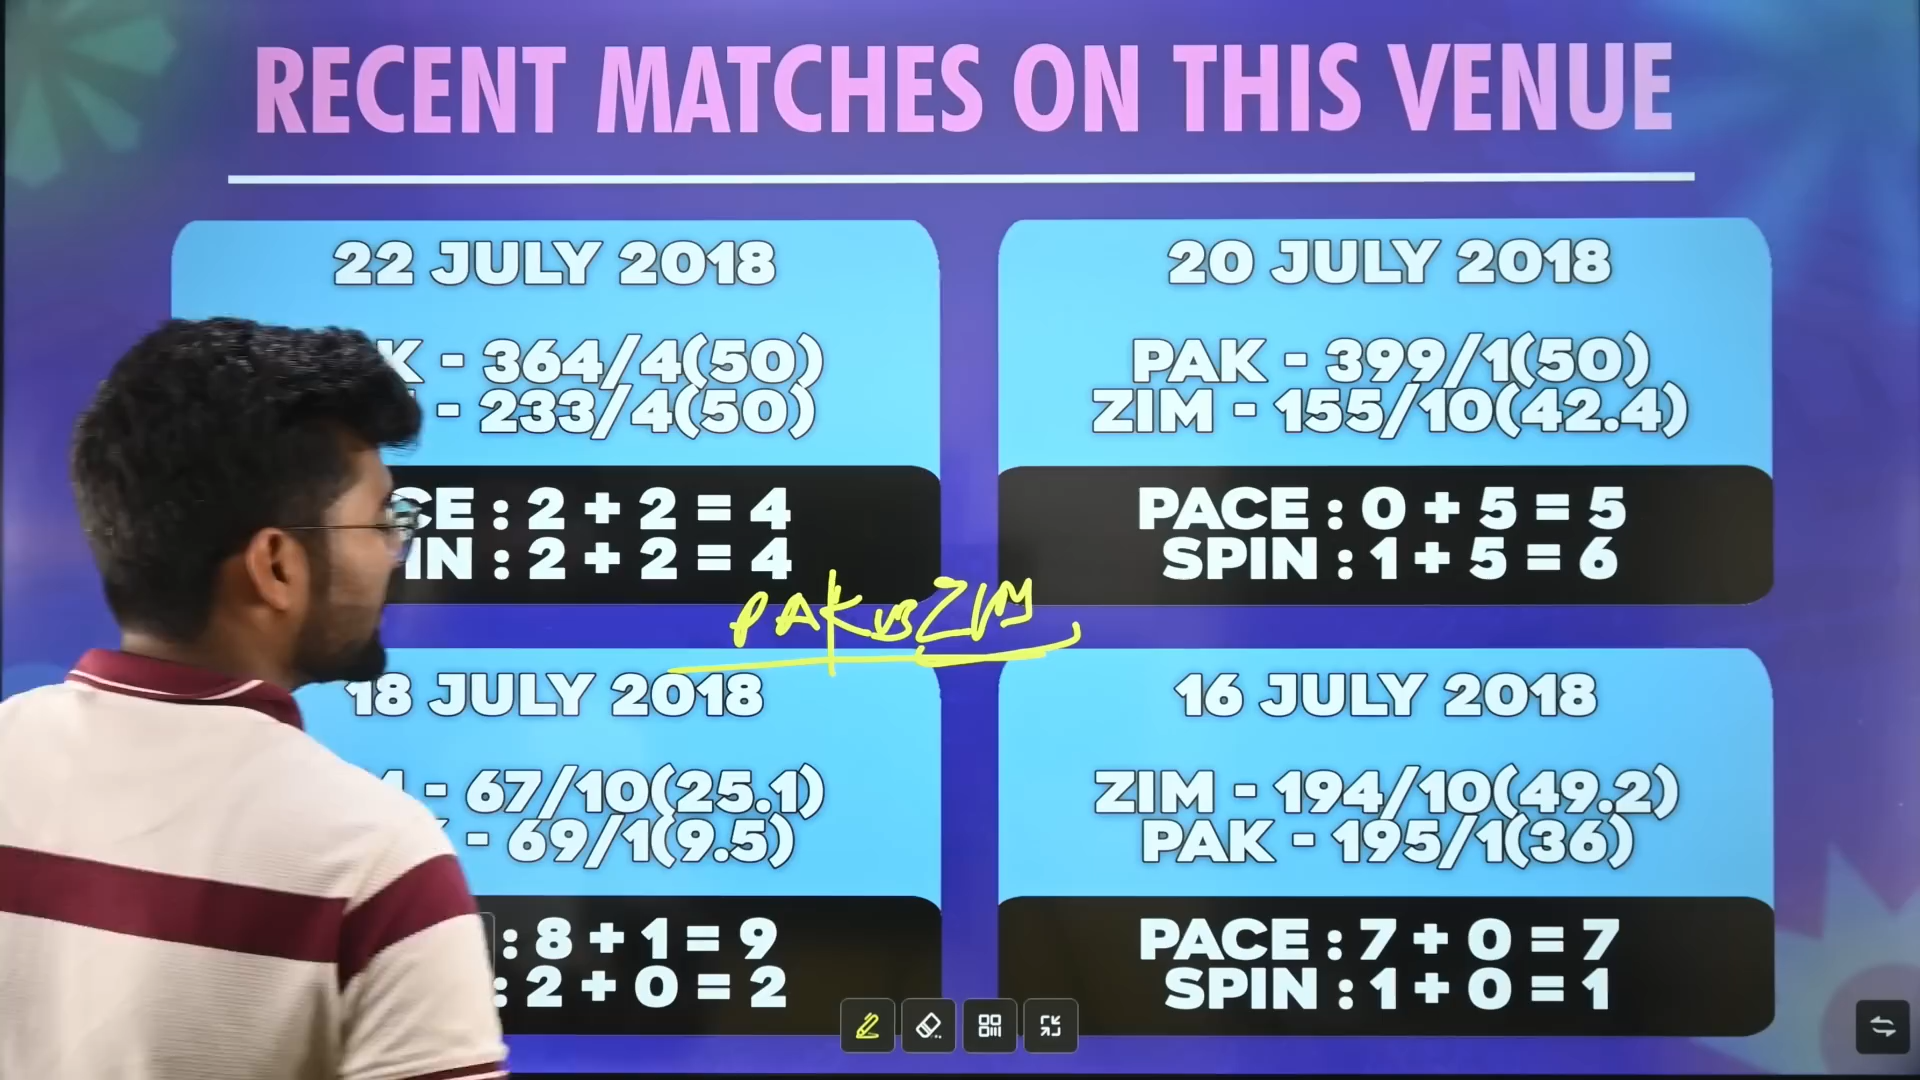 RECENT MATCHES ON THIS VENUE
22 JULY 2018
K - 364/4(50)
- 233/4(50)
CE : 2 + 2 = 4
IN : 2 + 2 = 4
20 JULY 2018
PAK - 399/1(50)
ZIM - 155/10(42.4)
PACE : 0 + 5 = 5
SPIN : 1 + 5 = 6
PAK vs ZIM
18 JULY 2018
- 67/10(25.1)
- 69/1(9.5)
: 8 + 1 = 9
: 2 + 0 = 2
16 JULY 2018
ZIM - 194/10(49.2)
PAK - 195/1(36)
PACE : 7 + 0 = 7
SPIN : 1 + 0 = 1